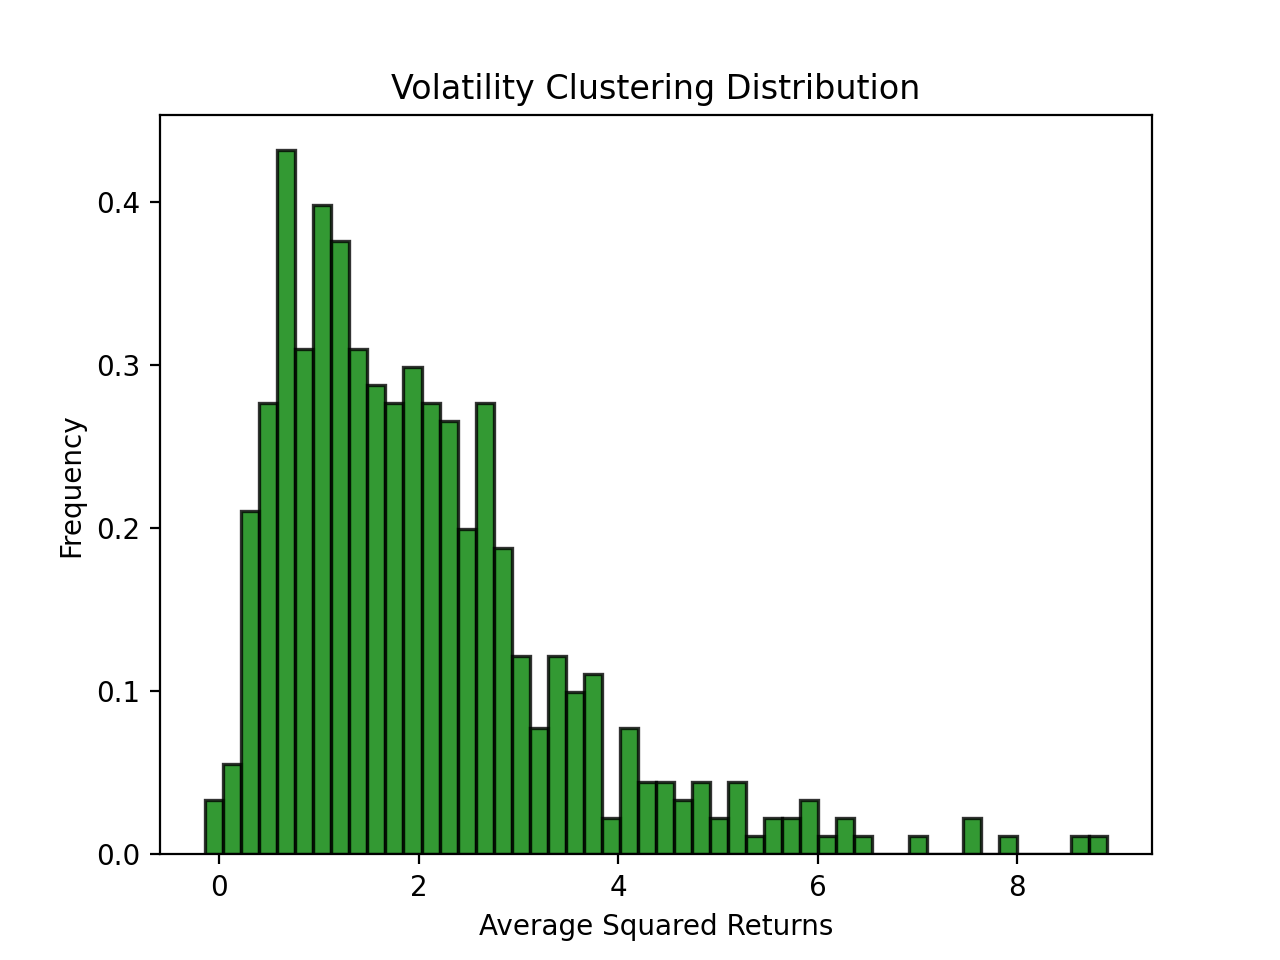 Volatility Clustering Distribution
0.4
0.3
0.2
0.1
0.0
Frequency
0 2 4 6 8
Average Squared Returns